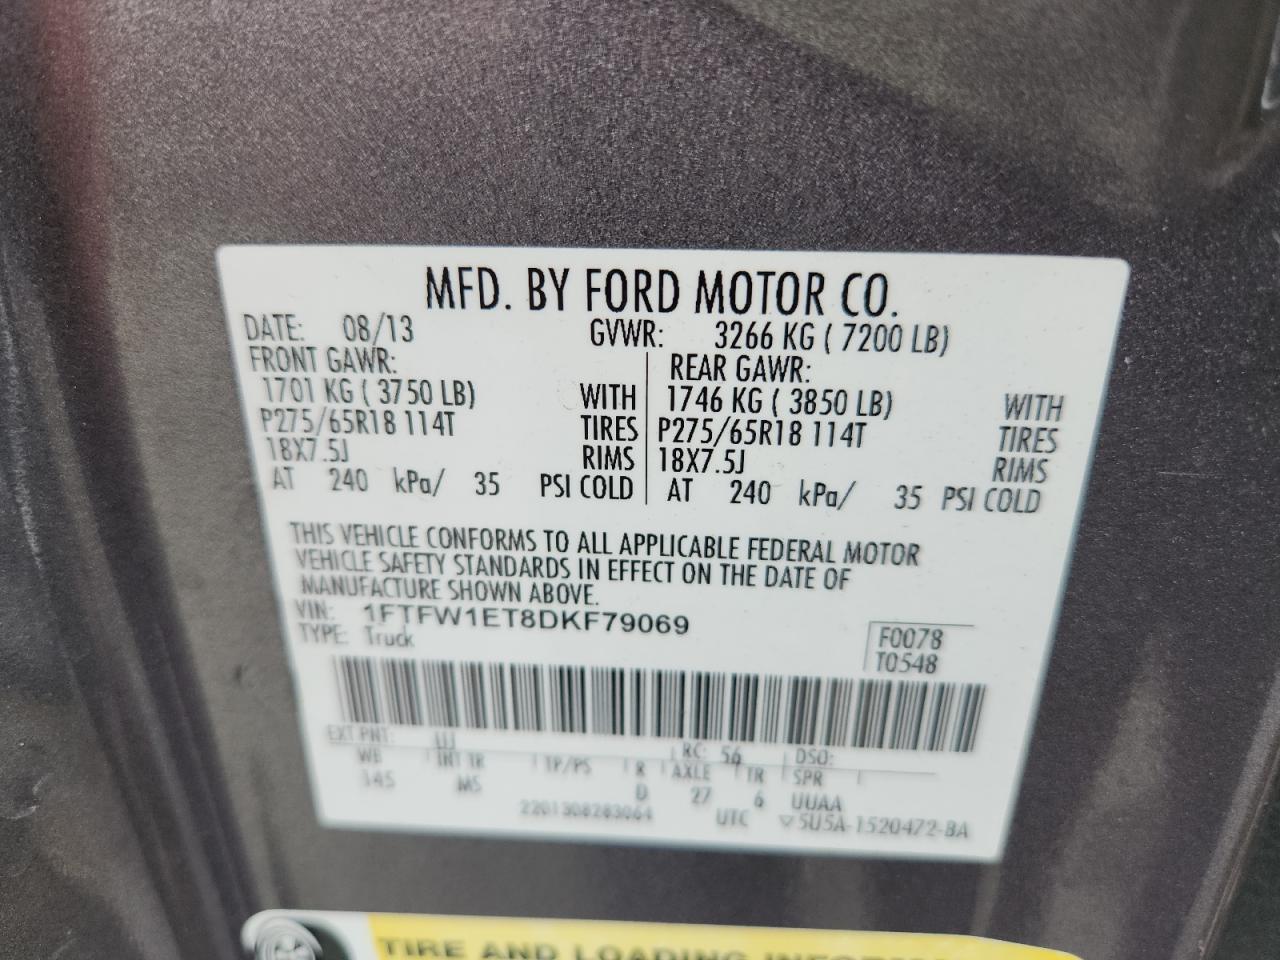 MFD. BY FORD MOTOR CO.
DATE: 08/13 GVWR: 3266 KG ( 7200 LB)
FRONT GAWR: REAR GAWR:
1701 KG ( 3750 LB) WITH 1746 KG ( 3850 LB) WITH
P275/65R18 114T TIRES P275/65R18 114T TIRES
18X7.5J RIMS 18X7.5J RIMS
AT 240 kPa/ 35 PSI COLD AT 240 kPa/ 35 PSI COLD
THIS VEHICLE CONFORMS TO ALL APPLICABLE FEDERAL MOTOR
VEHICLE SAFETY STANDARDS IN EFFECT ON THE DATE OF
MANUFACTURE SHOWN ABOVE.
VIN: 1FTFW1ET8DKF79069
TYPE: Truck
F0078
T0548
EXT PNT: RC: 56 DSO:
WB INT TR TP/PS R AXLE TR SPR
145 MS D 27 6 UUAA
2201308283064 UTC ▽5U5A-1520472-BA
TIRE AND LOADING